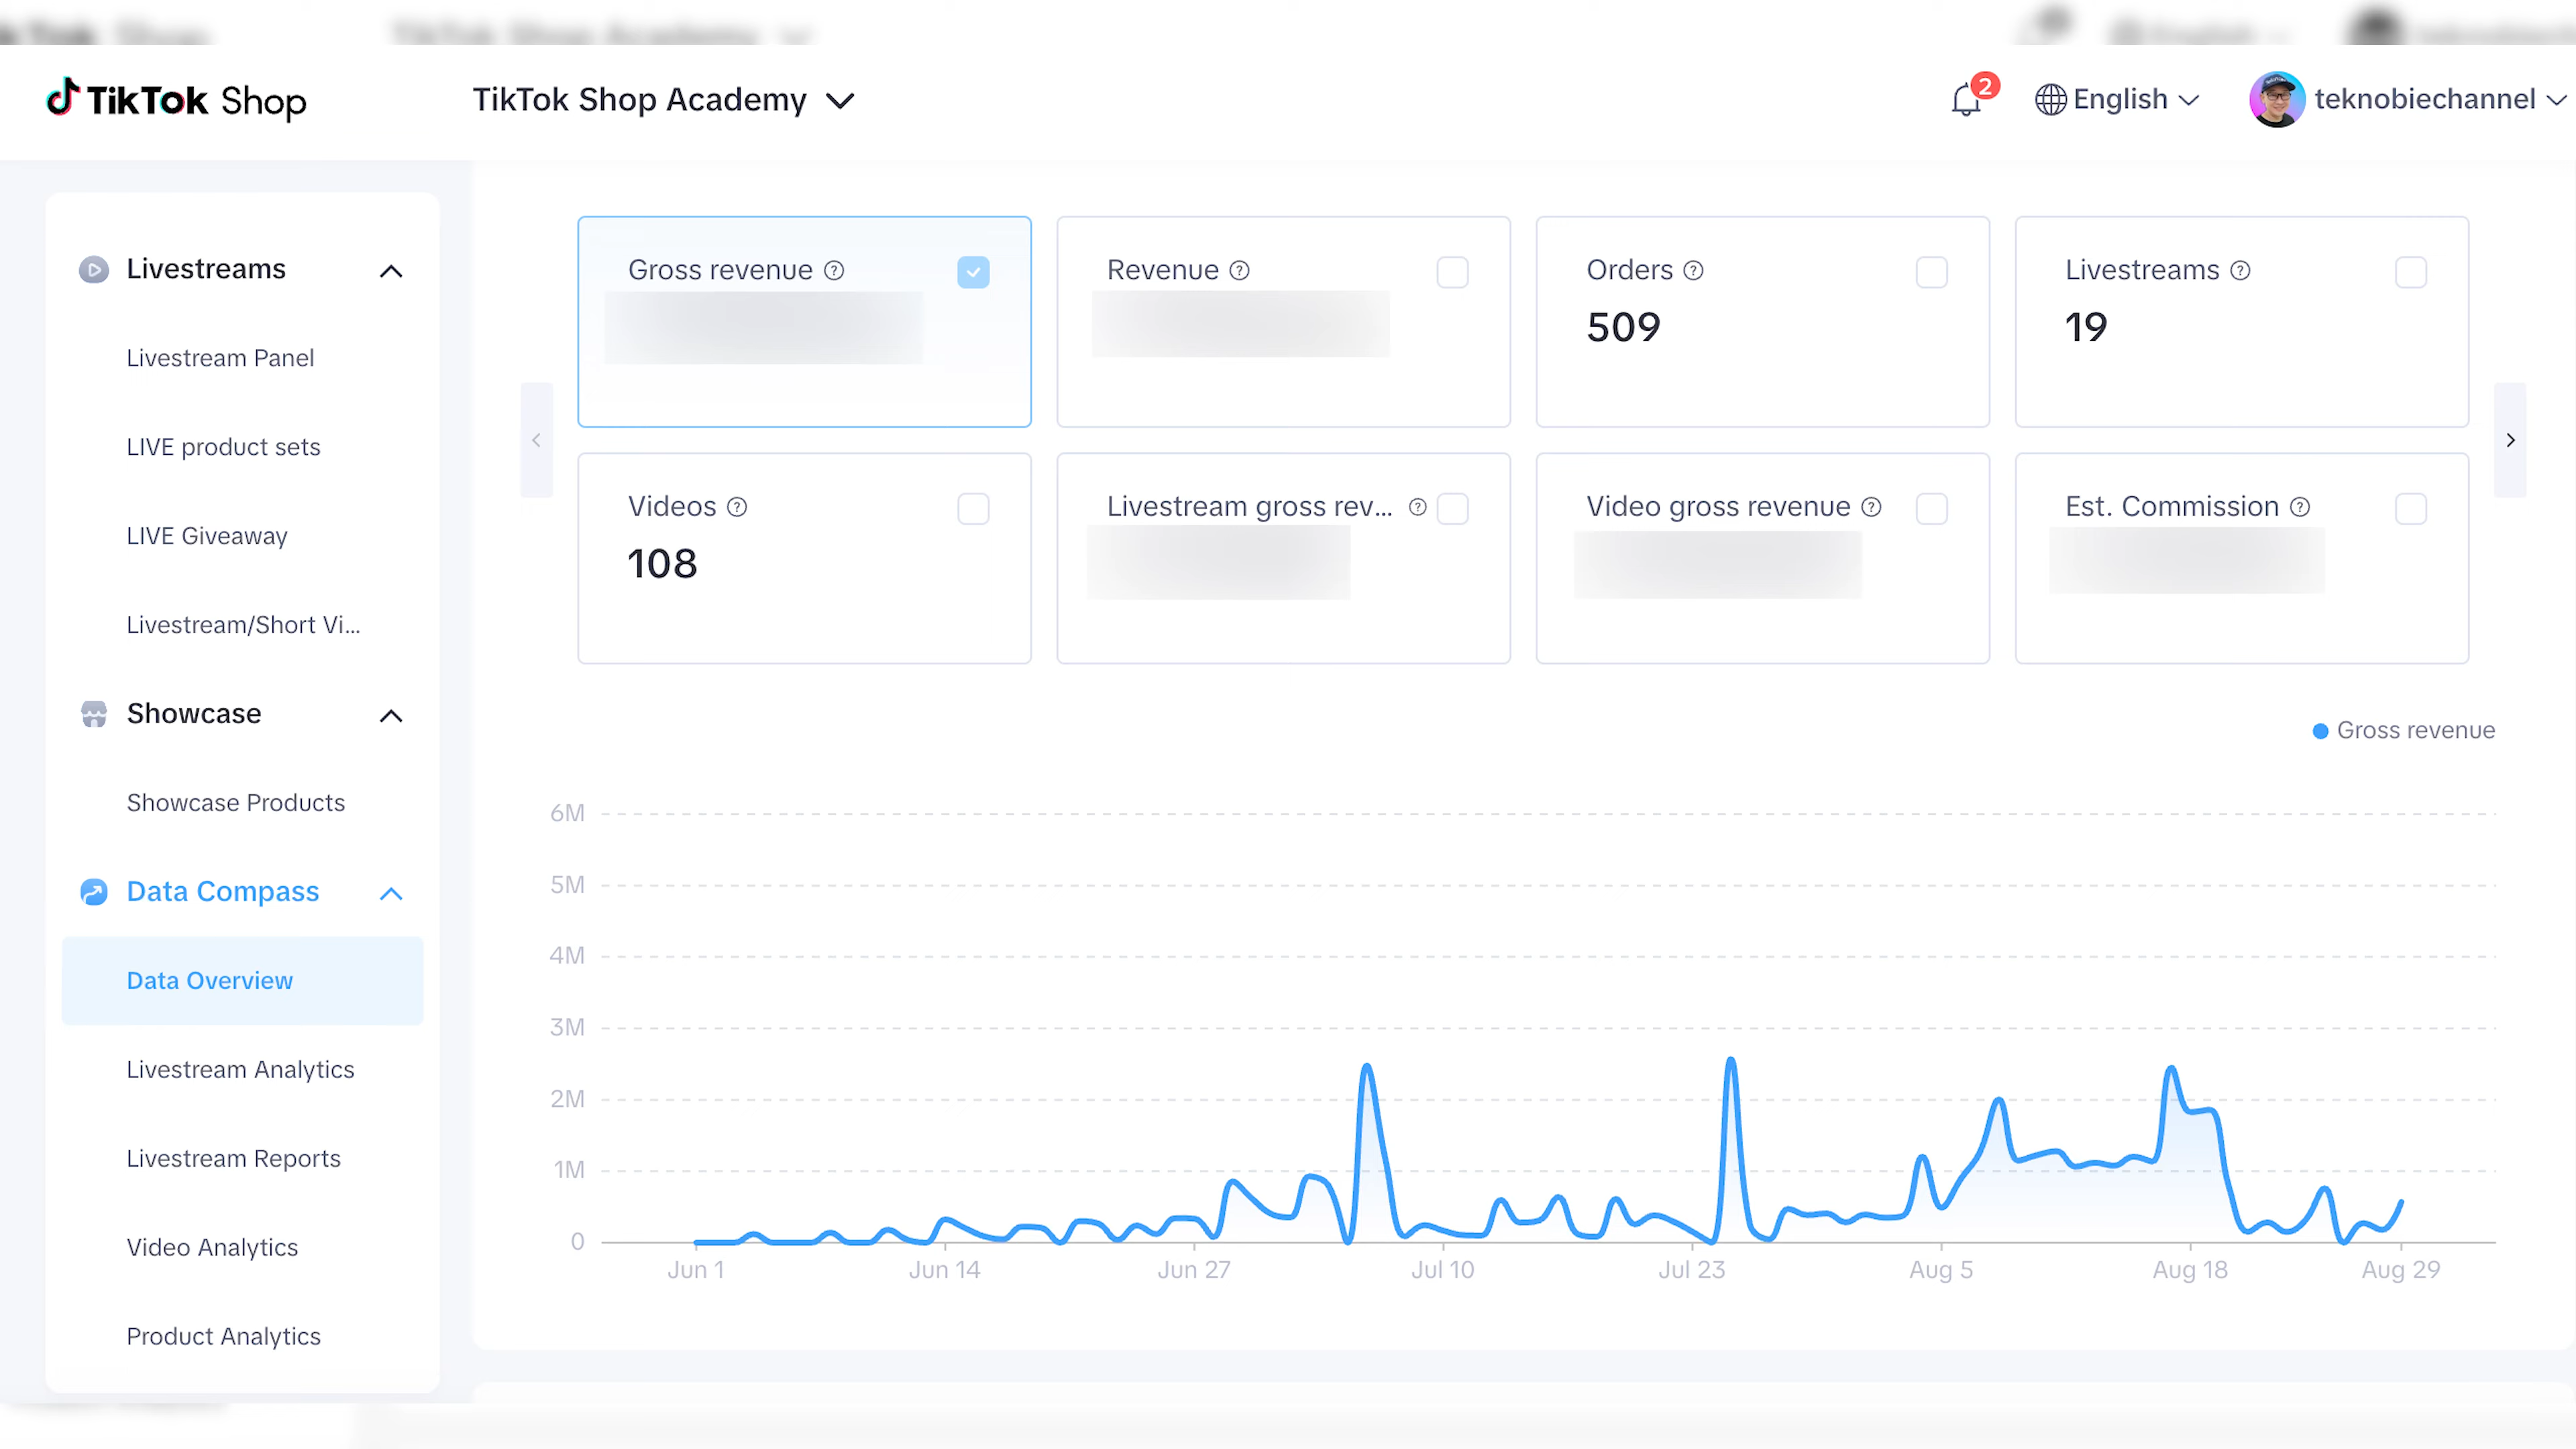 TikTok Shop
TikTok Shop Academy
2
English
teknobiechannel
Livestreams
Livestream Panel
LIVE product sets
LIVE Giveaway
Livestream/Short Vi...
Showcase
Showcase Products
Data Compass
Data Overview
Livestream Analytics
Livestream Reports
Video Analytics
Product Analytics
Gross revenue
Revenue
Orders
509
Livestreams
19
Videos
108
Livestream gross rev...
Video gross revenue
Est. Commission
Gross revenue
6M
5M
4M
3M
2M
1M
0
Jun 1 Jun 14 Jun 27 Jul 10 Jul 23 Aug 5 Aug 18 Aug 29